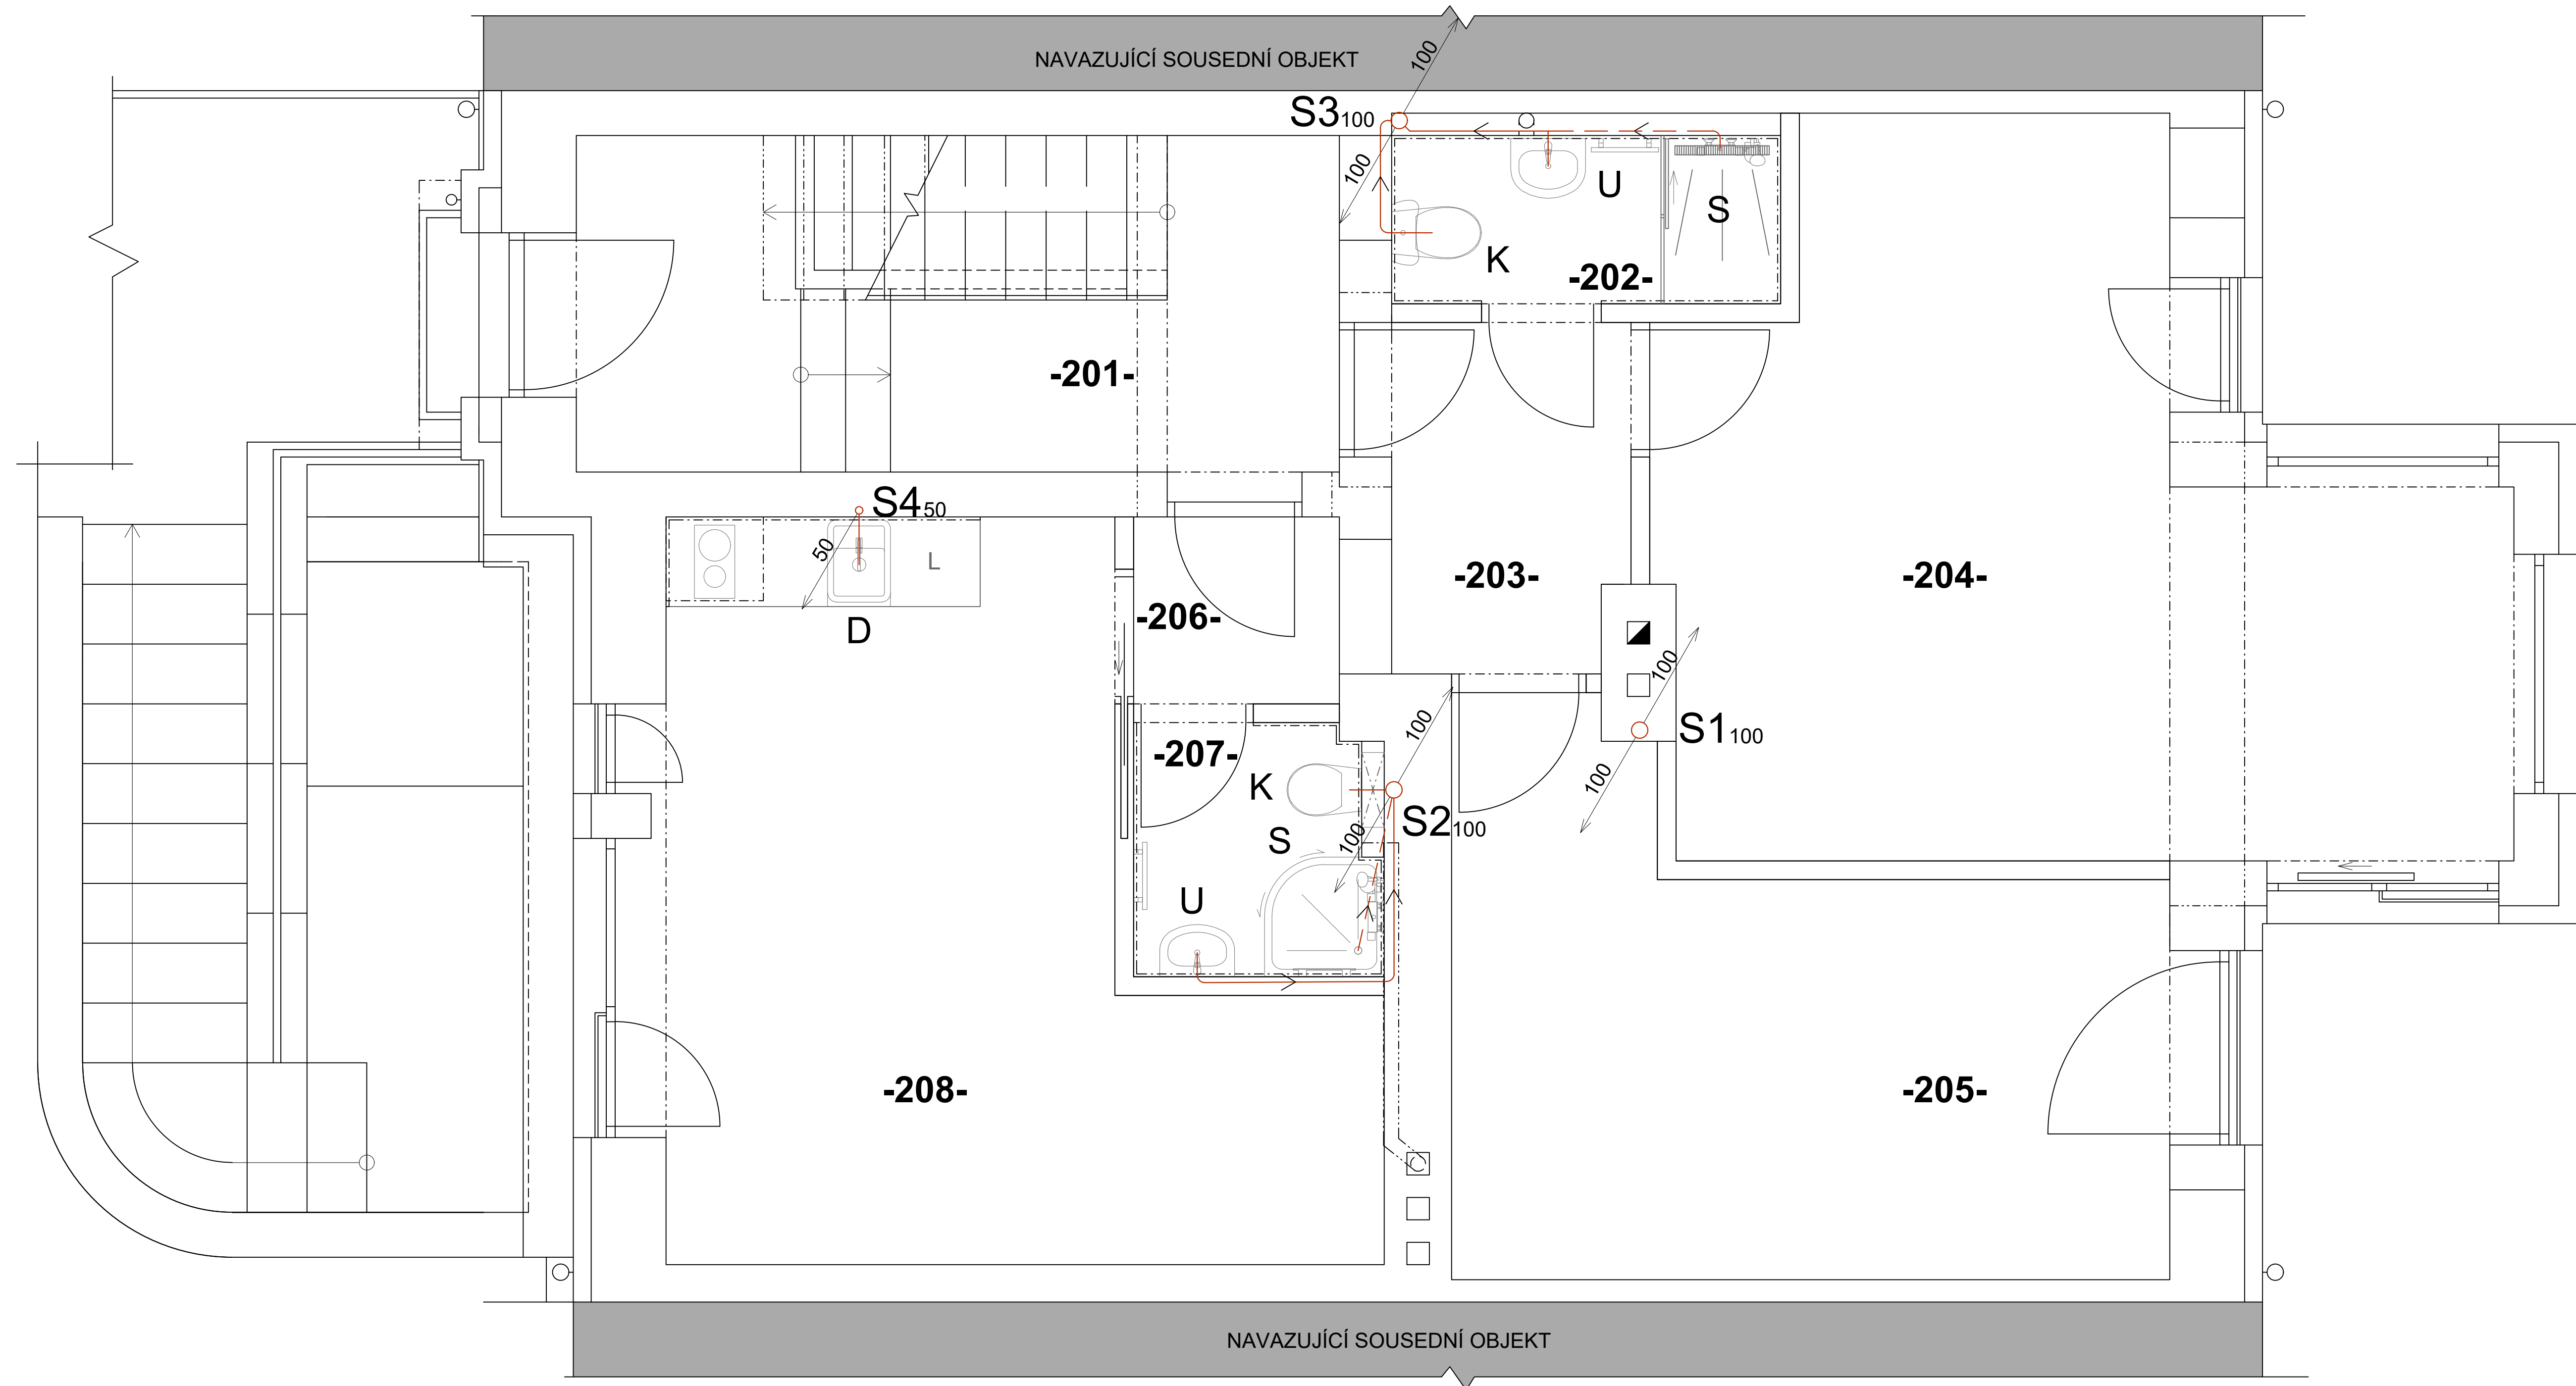 NAVAZUJÍCÍ SOUSEDNÍ OBJEKT
100
S3100
100
U
S
K
-202-
-201-
S450
50
L
D
-203-
-204-
-206-
100
S1100
100
100
-207-
K
S2100
100
S
U
-208-
-205-
NAVAZUJÍCÍ SOUSEDNÍ OBJEKT